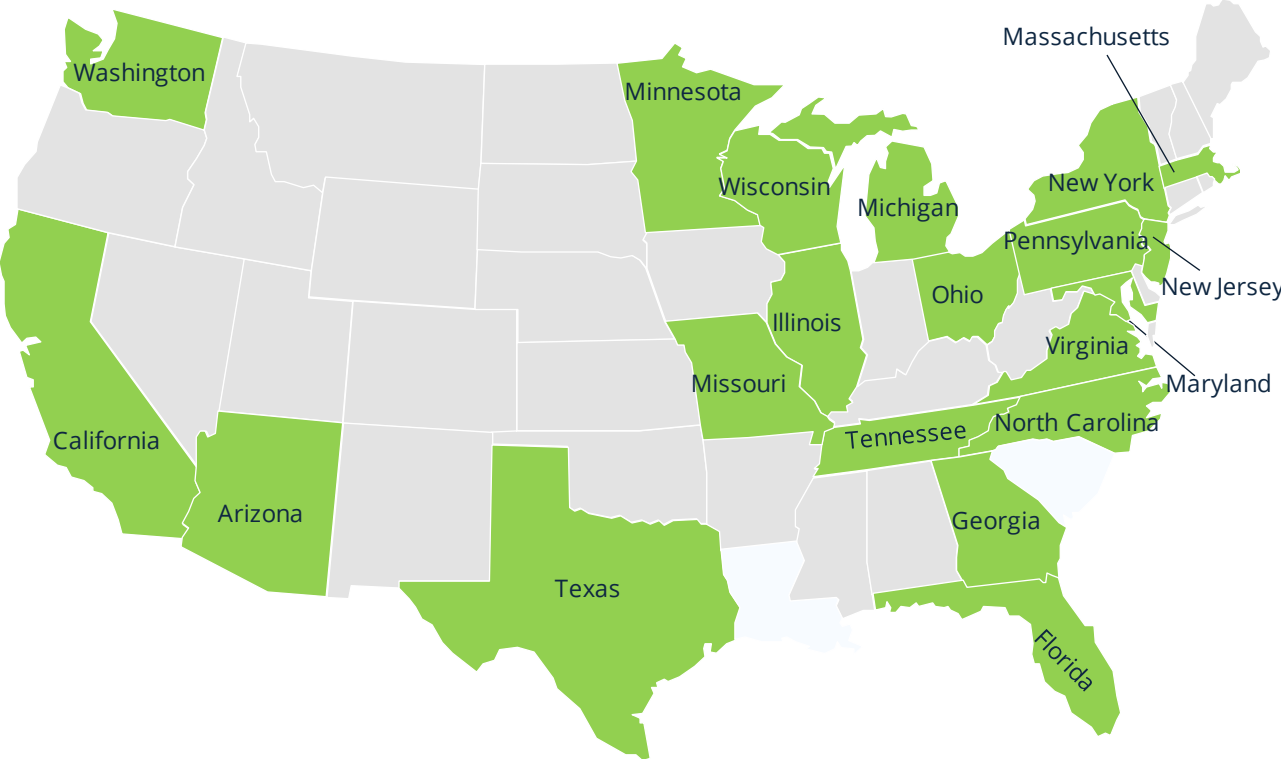 Massachusetts
Washington
Minnesota
New York
Wisconsin
Michigan
Pennsylvania
New Jersey
Ohio
Illinois
Virginia
Missouri
Maryland
California
North Carolina
Tennessee
Arizona
Georgia
Texas
Florida